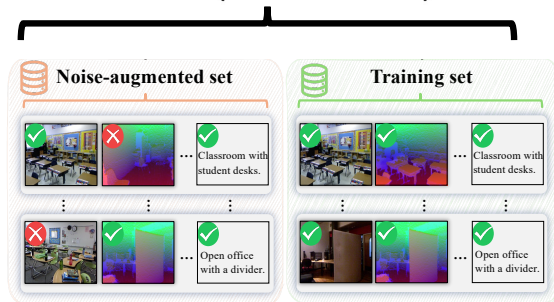 Noise-augmented set
Training set
Classroom with
student desks.
Classroom with
student desks.
Open office
with a divider.
Open office
with a divider.